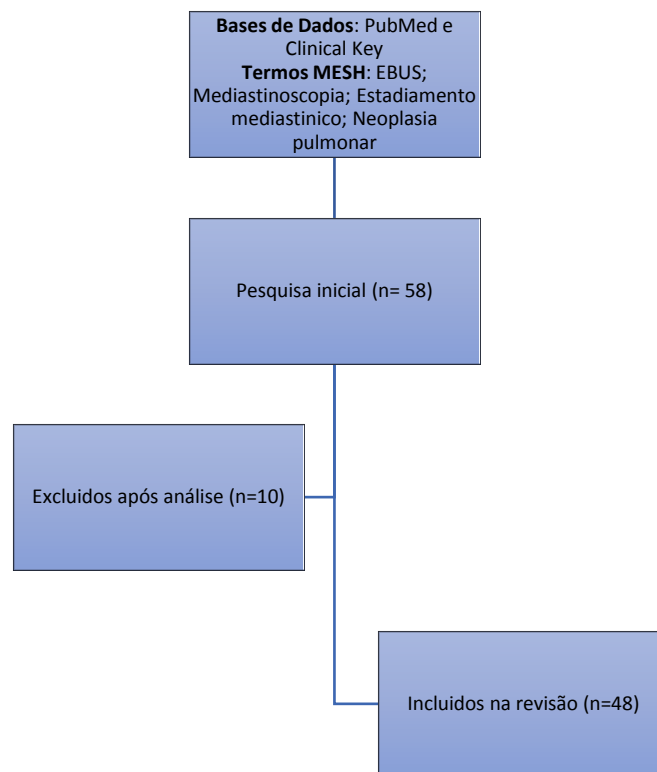 Bases de Dados: PubMed e
Clinical Key
Termos MESH: EBUS;
Mediastinoscopia; Estadiamento
mediastinico; Neoplasia
pulmonar
Pesquisa inicial (n= 58)
Excluidos após análise (n=10)
Incluidos na revisão (n=48)